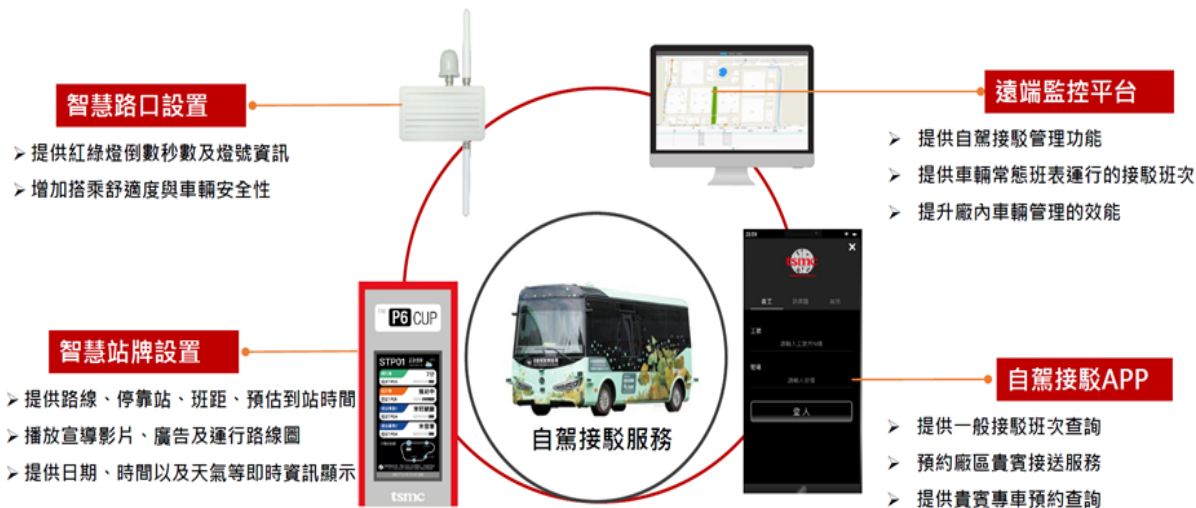 智慧路口設置
➢ 提供紅綠燈倒數秒數及燈號資訊
➢ 增加搭乘舒適度與車輛安全性
遠端監控平台
➢ 提供自駕接駁管理功能
➢ 提供車輛常態班表運行的接駁班次
➢ 提升廠內車輛管理的效能
智慧站牌設置
➢ 提供路線、停靠站、班距、預估到站時間
➢ 播放宣導影片、廣告及運行路線圖
➢ 提供日期、時間以及天氣等即時資訊顯示
P6 CUP
STP01
tsmc
自駕接駁服務
tsmc
員工
工號
密碼
登入
自駕接駁APP
➢ 提供一般接駁班次查詢
➢ 預約廠區貴賓接送服務
➢ 提供貴賓專車預約查詢